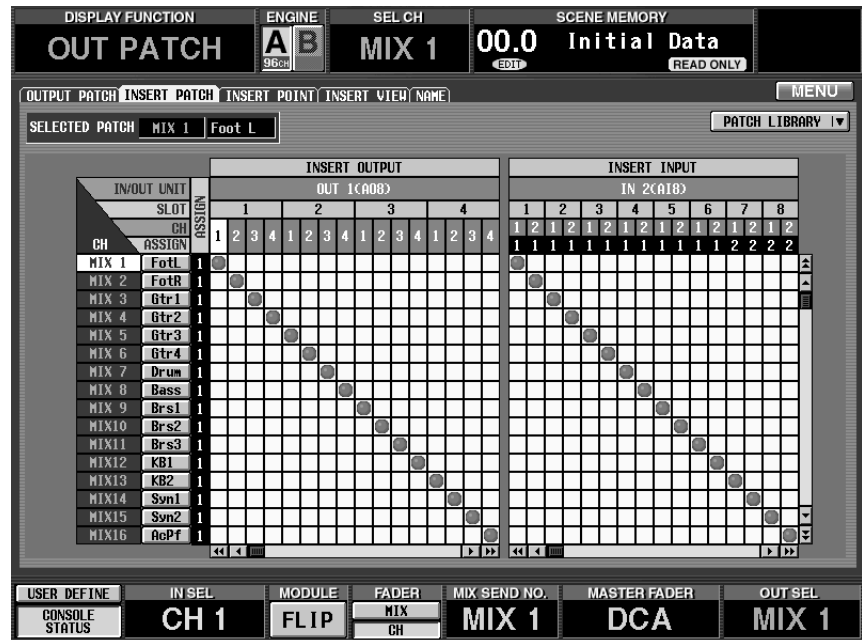 DISPLAY FUNCTION ENGINE SEL CH SCENE MEMORY
OUT PATCH A 96CH B MIX 1 00.0 EDIT Initial Data READ ONLY
OUTPUT PATCH INSERT PATCH INSERT POINT INSERT VIEW NAME MENU
SELECTED PATCH MIX 1 Foot L PATCH LIBRARY
INSERT OUTPUT INSERT INPUT
IN/OUT UNIT ASSIGN OUT 1(AO8) IN 2(AI8)
SLOT 1 2 3 4 1 2 3 4 5 6 7 8
CH 1 2 3 4 1 2 3 4 1 2 3 4 1 2 3 4 1 2 1 2 1 2 1 2 1 2 1 2 1 2 1 2
CH ASSIGN 1 1 1 1 1 1 1 1 1 1 1 1 2 2 2 2
MIX 1 FotL 1
MIX 2 FotR 1
MIX 3 Gtr1 1
MIX 4 Gtr2 1
MIX 5 Gtr3 1
MIX 6 Gtr4 1
MIX 7 Drum 1
MIX 8 Bass 1
MIX 9 Brs1 1
MIX10 Brs2 1
MIX11 Brs3 1
MIX12 KB1 1
MIX13 KB2 1
MIX14 Syn1 1
MIX15 Syn2 1
MIX16 AcPf 1
USER DEFINE IN SEL MODULE FADER MIX SEND NO. MASTER FADER OUT SEL
CONSOLE STATUS CH 1 FLIP MIX CH MIX 1 DCA MIX 1